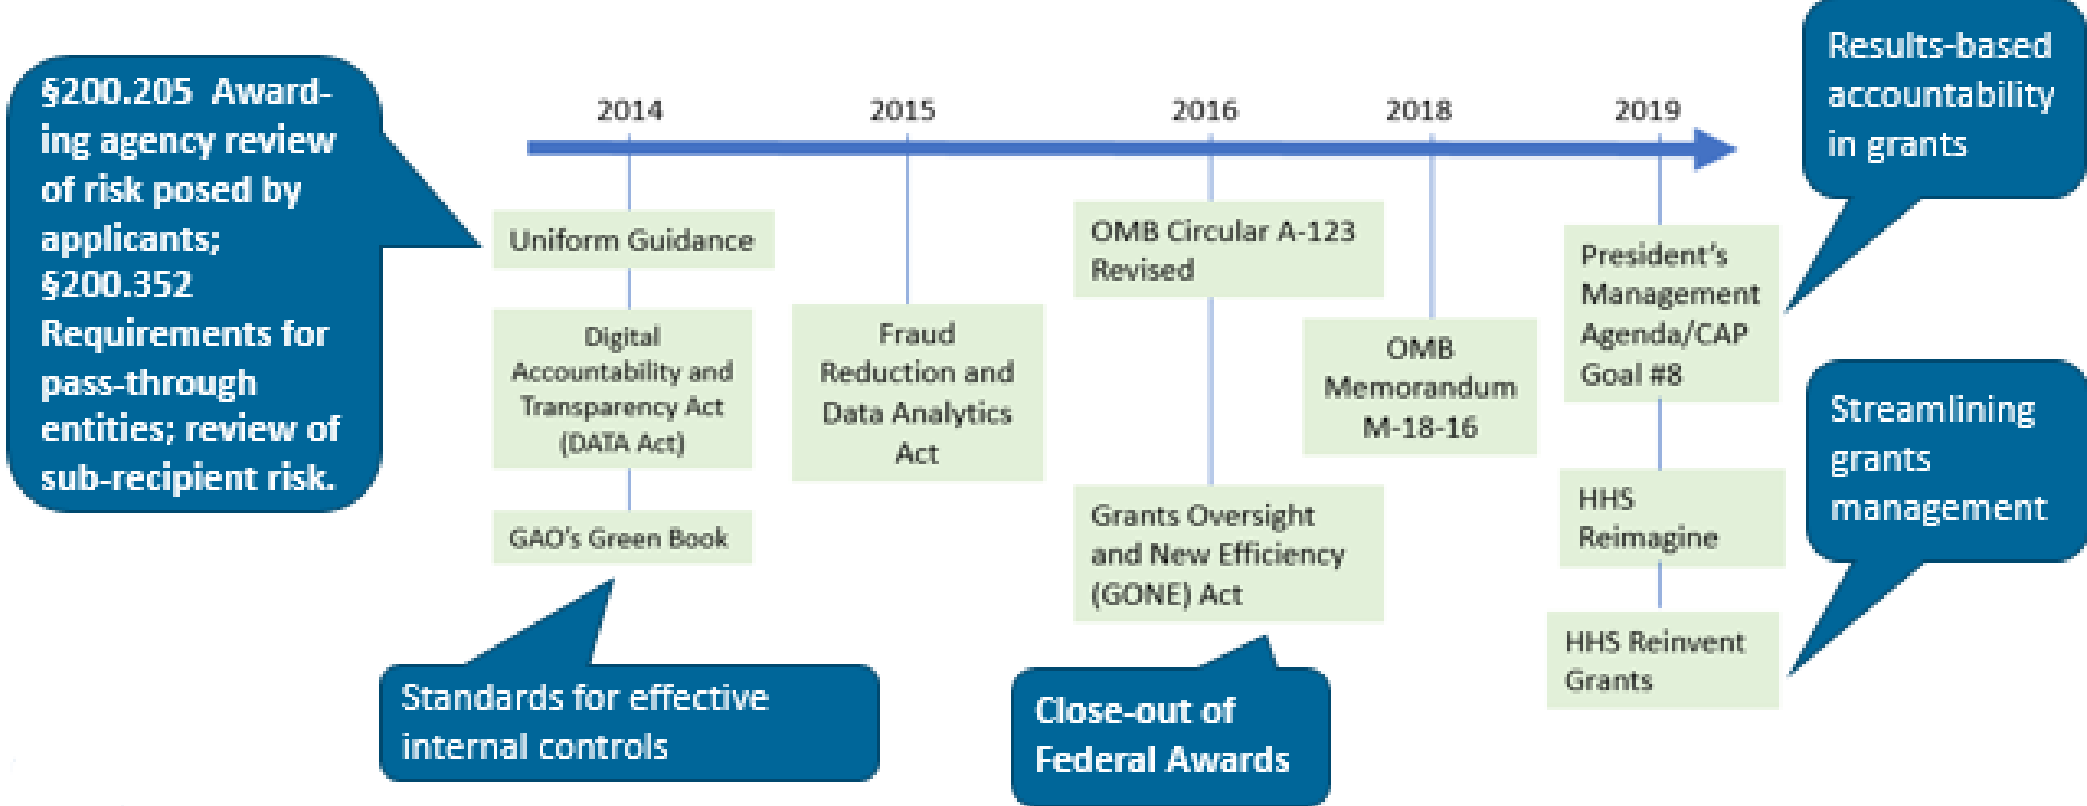 §200.205  Award-
ing agency review
of risk posed by
applicants;
§200.352
Requirements for
pass-through
entities; review of
sub-recipient risk.
2014
2015
2016
2018
2019
Uniform Guidance
Digital
Accountability and
Transparency Act
(DATA Act)
GAO's Green Book
Standards for effective
internal controls
Fraud
Reduction and
Data Analytics
Act
OMB Circular A-123
Revised
Grants Oversight
and New Efficiency
(GONE) Act
Close-out of
Federal Awards
OMB
Memorandum
M-18-16
President's
Management
Agenda/CAP
Goal #8
HHS
Reimagine
HHS Reinvent
Grants
Results-based
accountability
in grants
Streamlining
grants
management